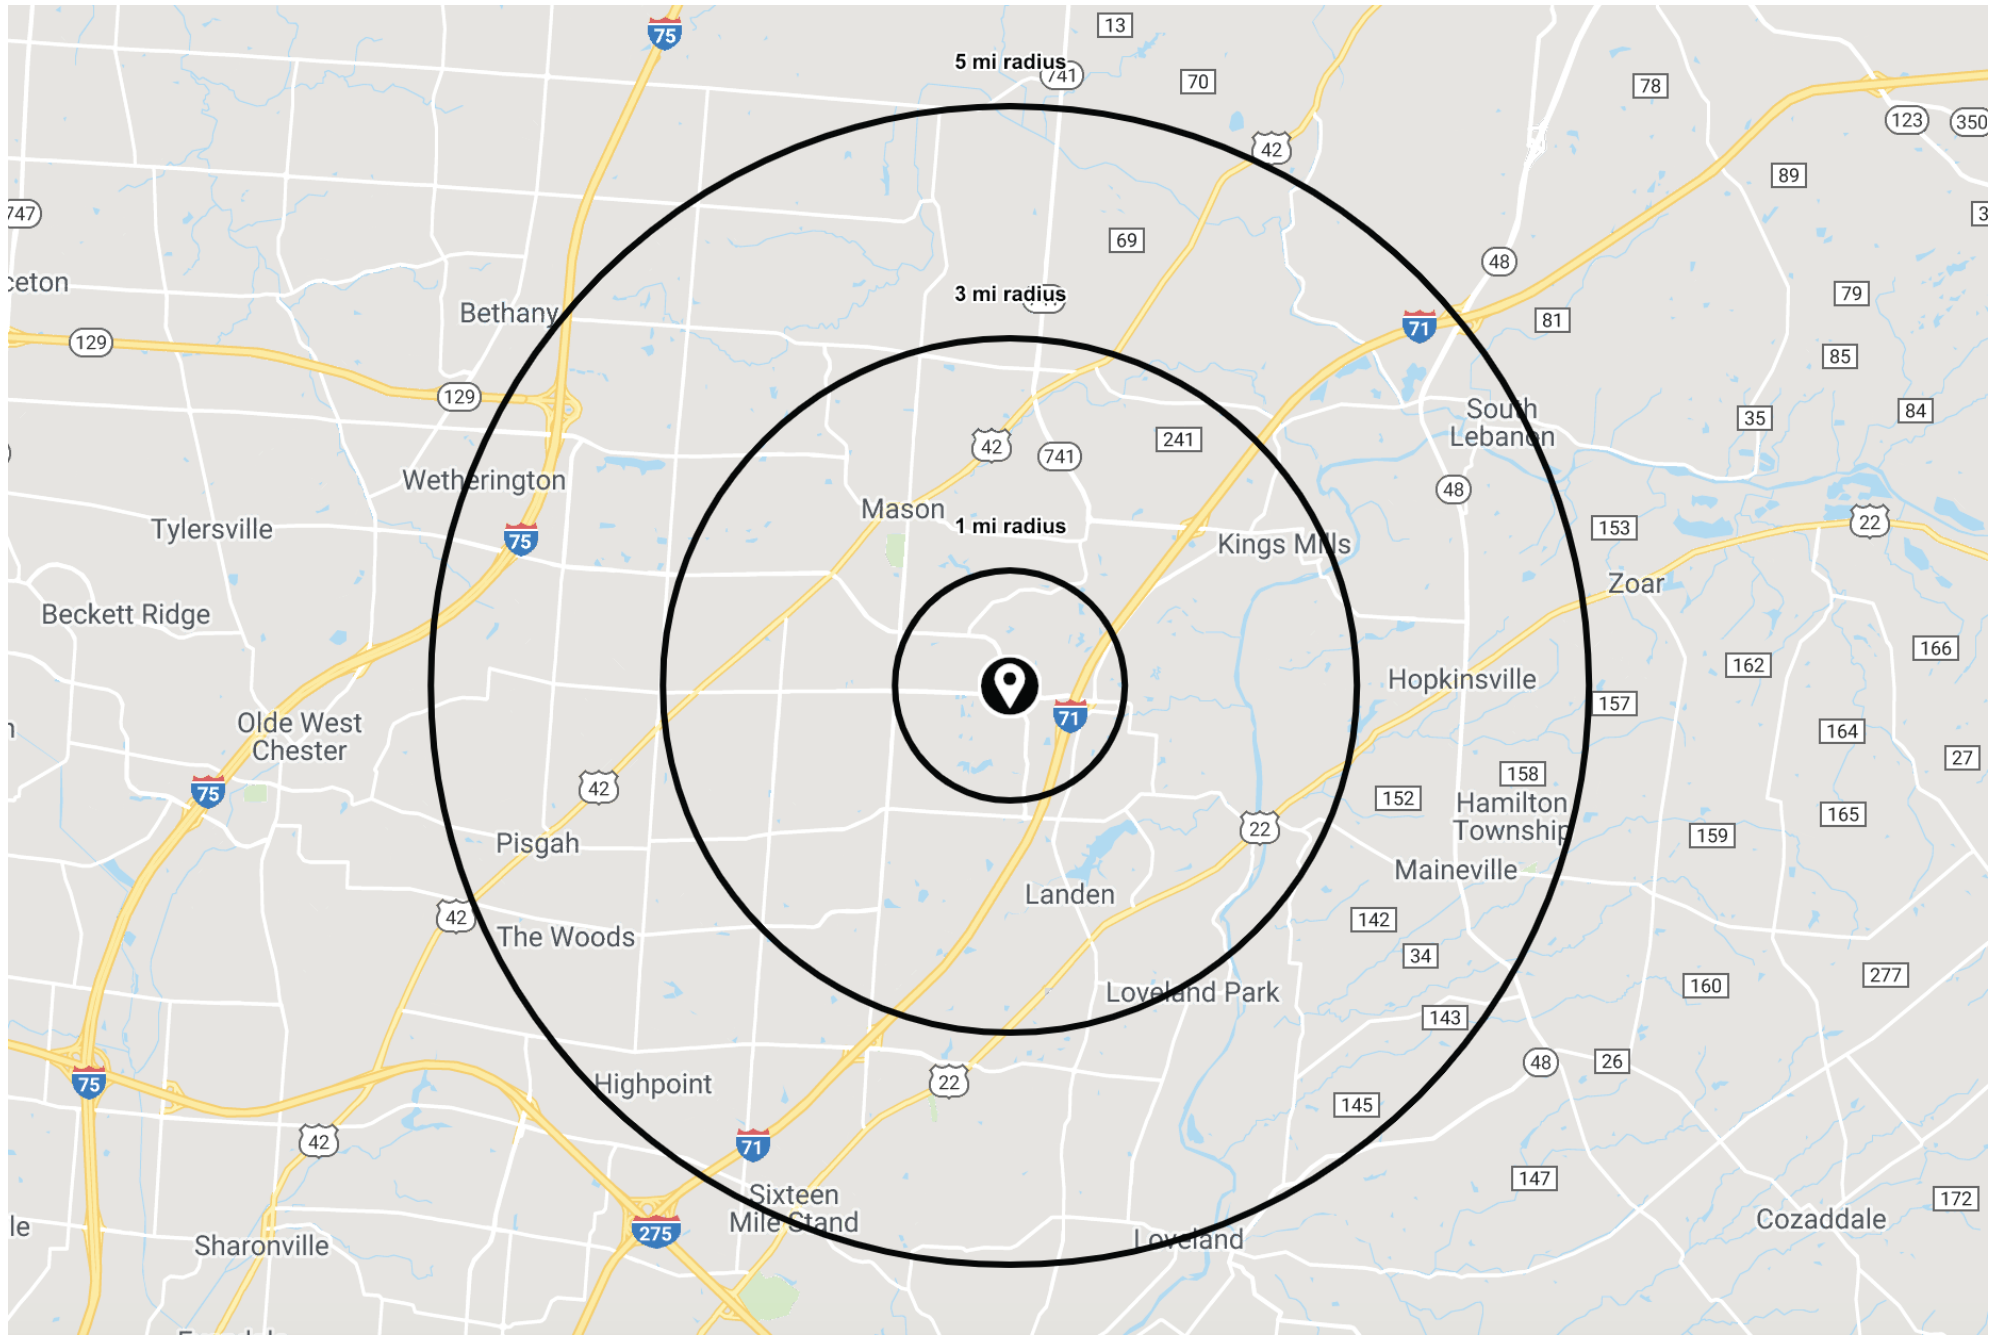 75
13
5 mi radius
741
70
78
123
350
42
89
747
69
48
ceton
3 mi radius
79
Bethany
71
81
129
85
129
South
Lebanon
84
35
42
241
741
Wetherington
48
Mason
153
22
Tylersville
1 mi radius
75
Kings Mills
Zoar
Beckett Ridge
166
162
Hopkinsville
157
71
Olde West
Chester
164
27
158
75
42
152
Hamilton
Township
165
22
159
Pisgah
Maineville
Landen
42
142
The Woods
34
277
160
Loveland Park
143
48
26
75
Highpoint
22
145
42
71
147
Sixteen
Mile Stand
172
275
Cozaddale
le
Sharonville
Loveland